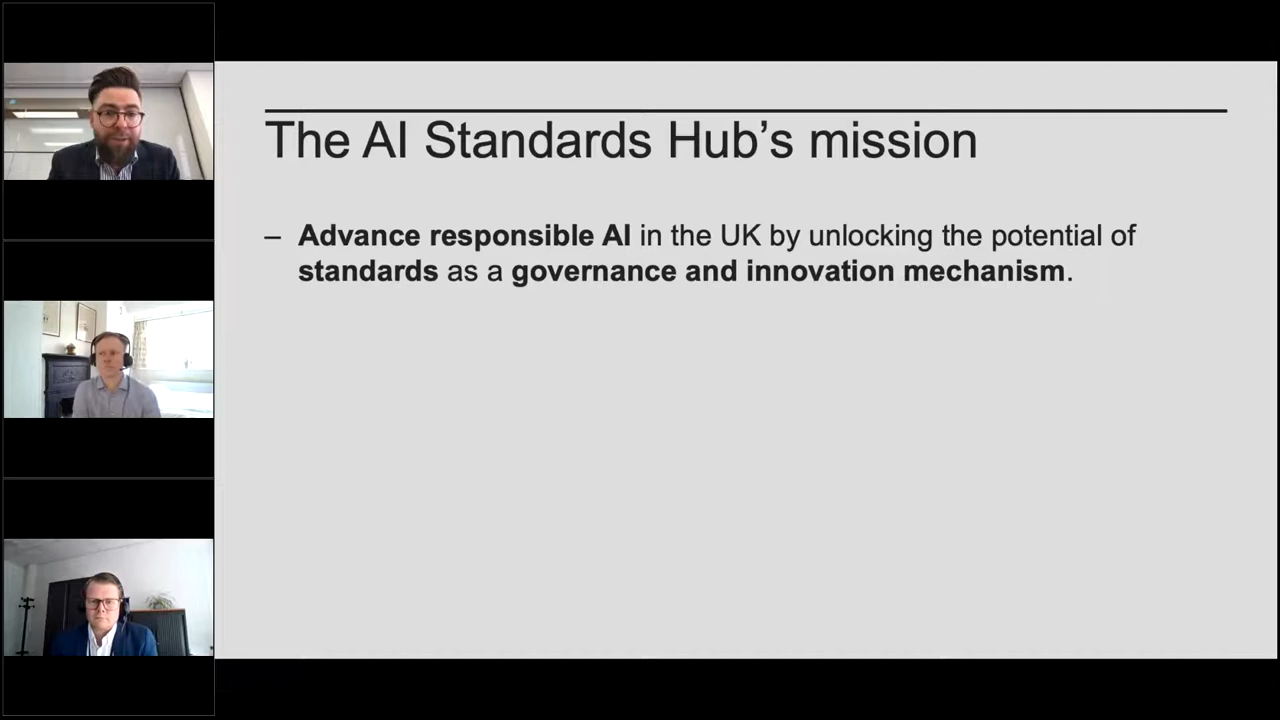 The AI Standards Hub’s mission
– Advance responsible AI in the UK by unlocking the potential of
standards as a governance and innovation mechanism.